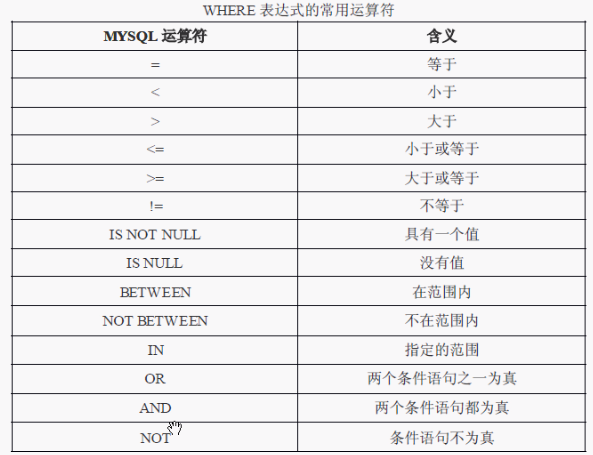 WHERE 表达式的常用运算符
MYSQL 运算符 含义
= 等于
< 小于
> 大于
<= 小于或等于
>= 大于或等于
!= 不等于
IS NOT NULL 具有一个值
IS NULL 没有值
BETWEEN 在范围内
NOT BETWEEN 不在范围内
IN 指定的范围
OR 两个条件语句之一为真
AND 两个条件语句都为真
NOT 条件语句不为真